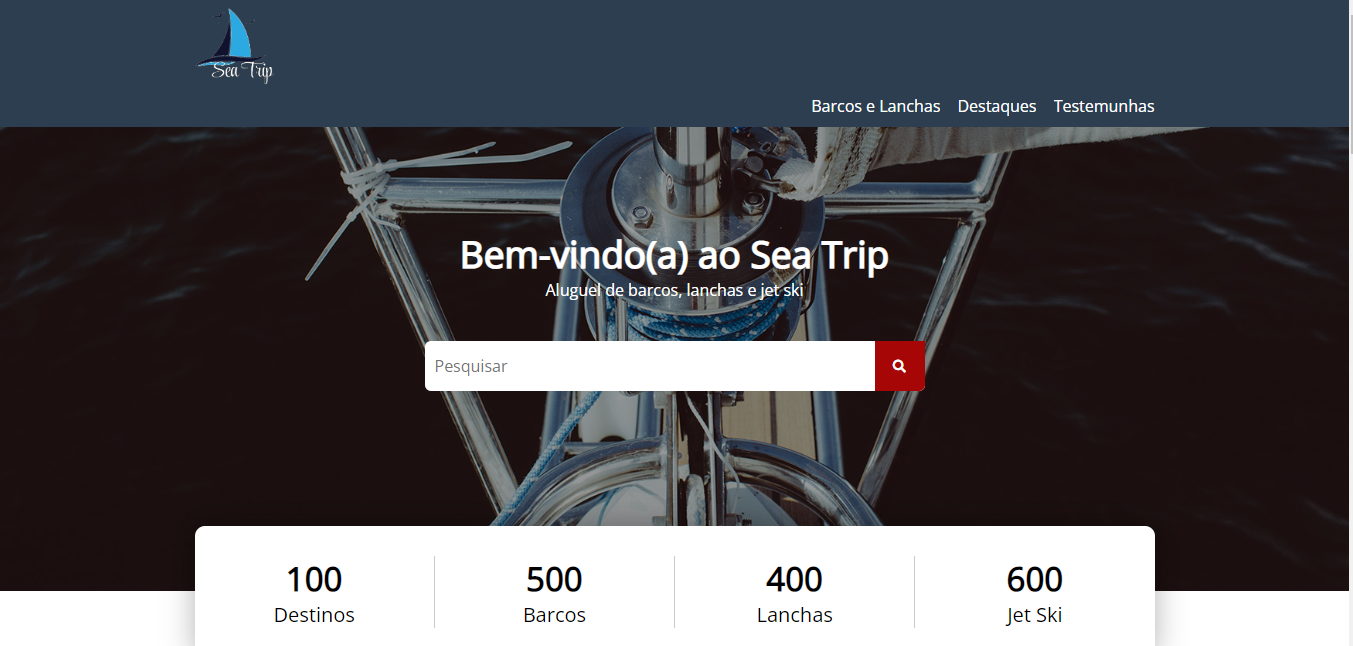 Sea Trip
Barcos e Lanchas Destaques Testemunhas
Bem-vindo(a) ao Sea Trip
Aluguel de barcos, lanchas e jet ski
Pesquisar
100 500 400 600
Destinos Barcos Lanchas Jet Ski